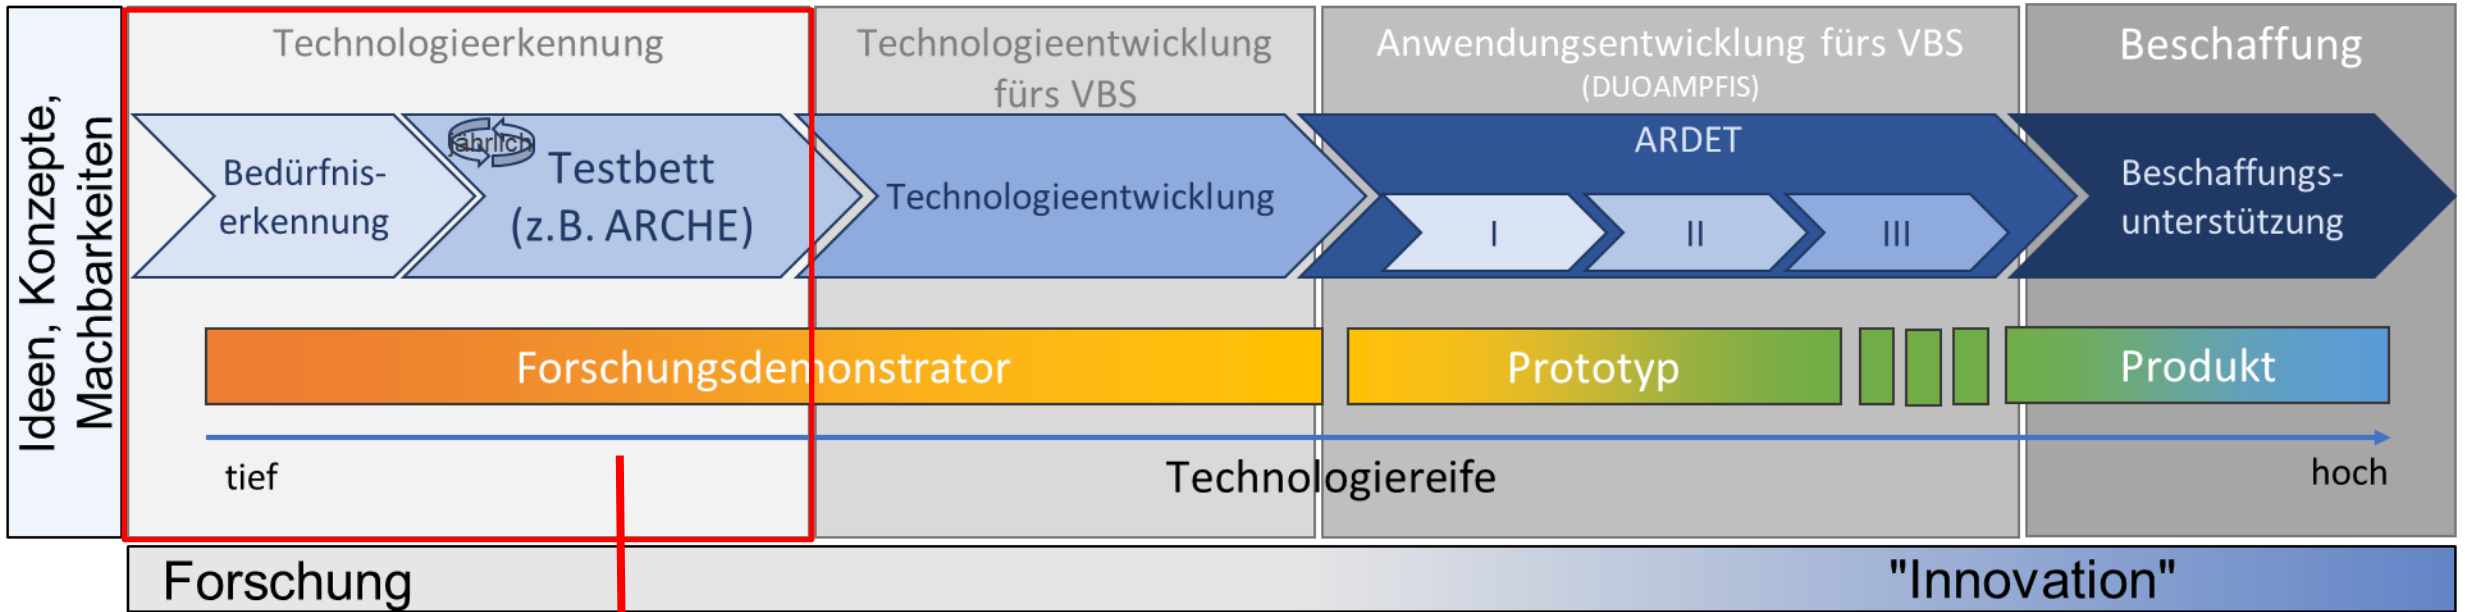 Ideen, Konzepte,
Machbarkeiten
Technologieerkennung
Technologieentwicklung
fürs VBS
Anwendungsentwicklung fürs VBS
(DUOAMPFIS)
Beschaffung
Bedürfnis-
erkennung
jährlich
Testbett
(z.B. ARCHE)
Technologieentwicklung
ARDET
I
II
III
Beschaffungs-
unterstützung
Forschungsdemonstrator
Prototyp
Produkt
tief
Technologiereife
hoch
Forschung
"Innovation"